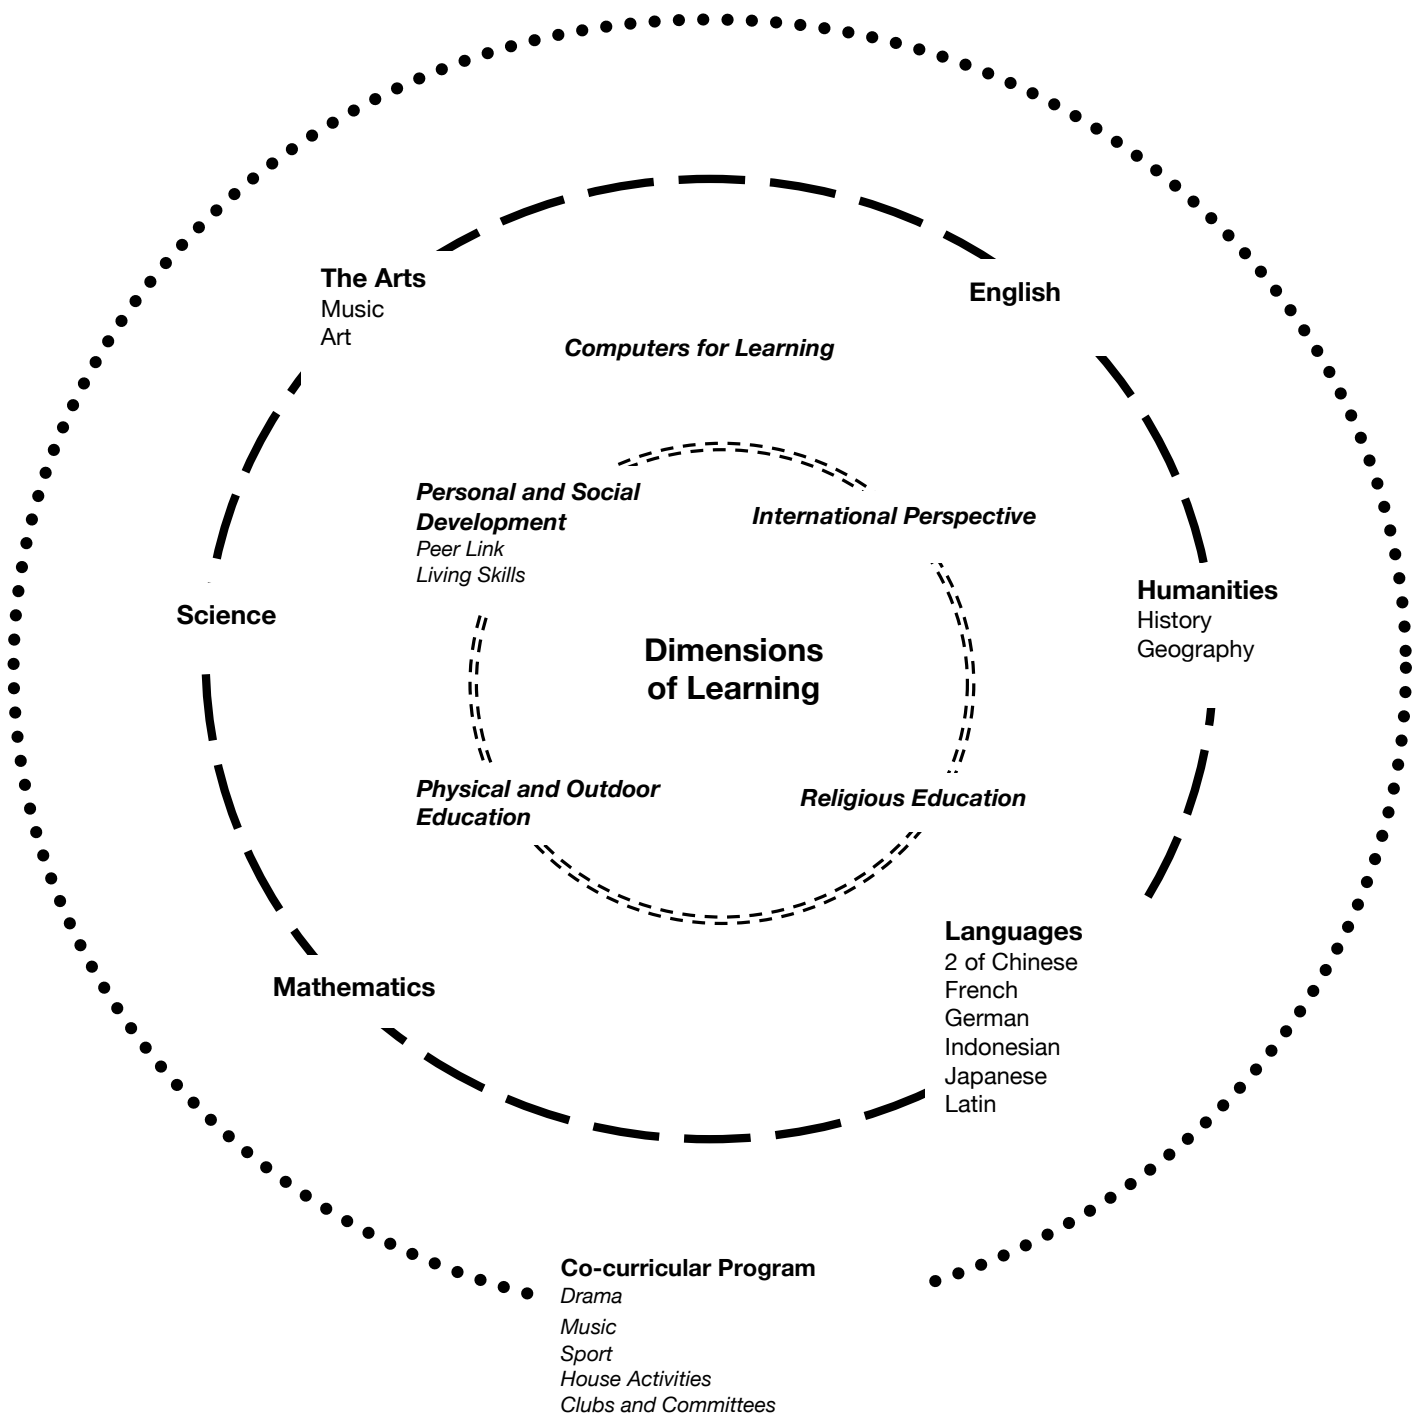 The Arts
Music
Art
English
Computers for Learning
Personal and Social
Development
Peer Link
Living Skills
International Perspective
Science
Dimensions
of Learning
Humanities
History
Geography
Physical and Outdoor
Education
Religious Education
Mathematics
Languages
2 of Chinese
French
German
Indonesian
Japanese
Latin
Co-curricular Program
Drama
Music
Sport
House Activities
Clubs and Committees